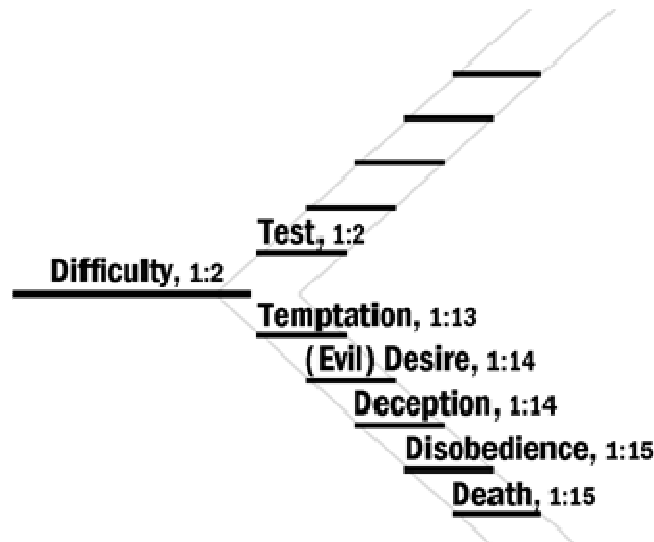 Test, 1:2
Difficulty, 1:2
Temptation, 1:13
(Evil) Desire, 1:14
Deception, 1:14
Disobedience, 1:15
Death, 1:15